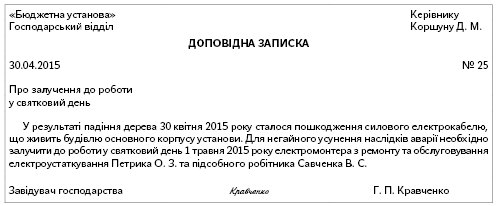 «Бюджетна установа» Керівнику
Господарський відділ Коршуну Д. М.
ДОПОВІДНА ЗАПИСКА
30.04.2015 № 25
Про залучення до роботи
у святковий день
У результаті падіння дерева 30 квітня 2015 року сталося пошкодження силового електрокабелю,
що живить будівлю основного корпусу установи. Для негайного усунення наслідків аварії необхідно
залучити до роботи у святковий день 1 травня 2015 року електромонтера з ремонту та обслуговування
електроустаткування Петрика О. З. та підсобного робітника Савченка В. С.
Завідувач господарства Кравченко Г. П. Кравченко